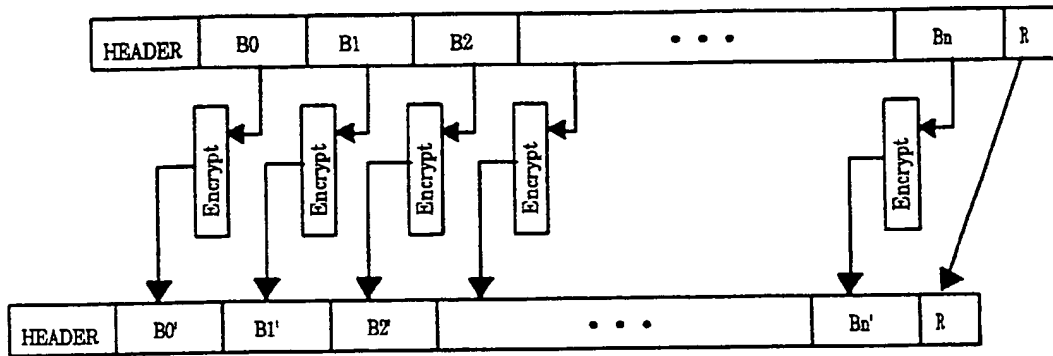 HEADER B0 B1 B2 • • • Bn R
Encrypt Encrypt Encrypt Encrypt Encrypt
HEADER B0' B1' B2' • • • Bn' R